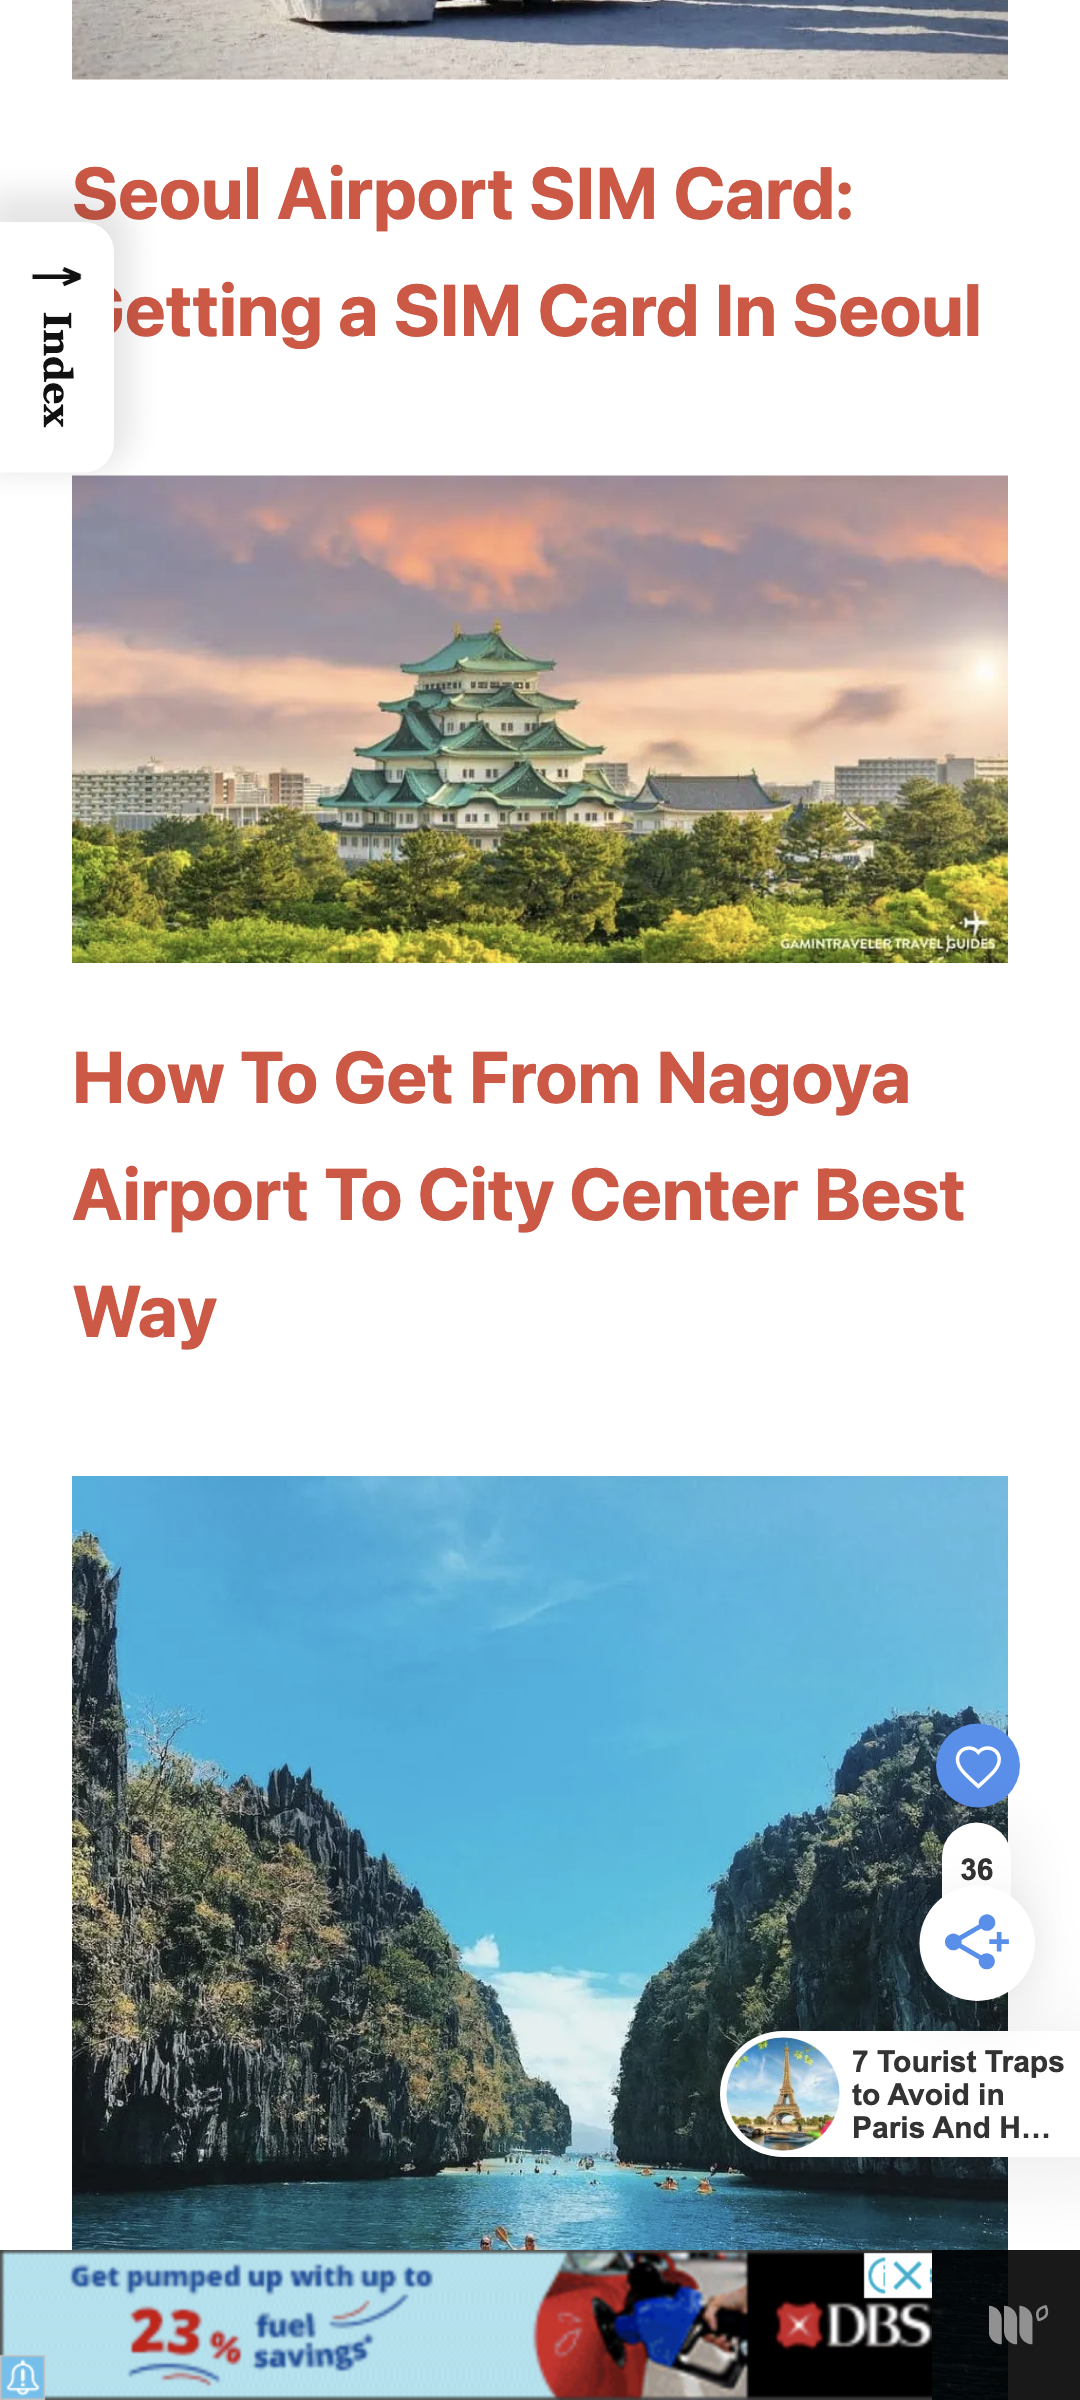 Seoul Airport SIM Card:
Getting a SIM Card In Seoul
Index
GAMINTRAVELER TRAVEL GUIDES
How To Get From Nagoya
Airport To City Center Best
Way
36
7 Tourist Traps
to Avoid in
Paris And H...
Get pumped up with up to
23% fuel
savings*
DBS